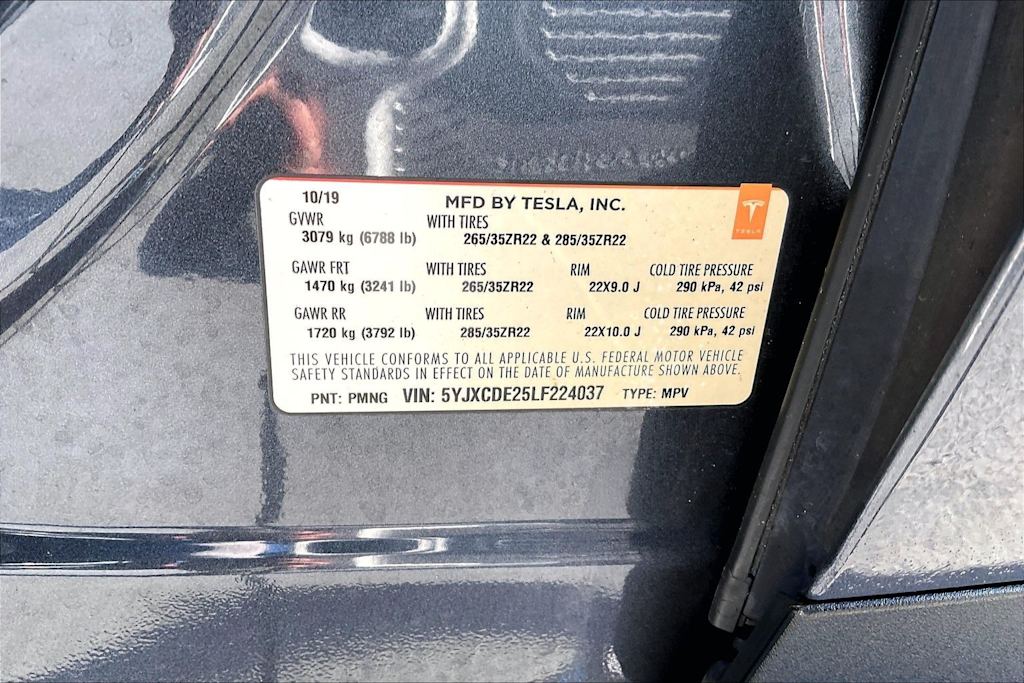 10/19 MFD BY TESLA, INC.
TESLA
GVWR WITH TIRES
3079 kg (6788 lb) 265/35ZR22 & 285/35ZR22
GAWR FRT WITH TIRES RIM COLD TIRE PRESSURE
1470 kg (3241 lb) 265/35ZR22 22X9.0 J 290 kPa, 42 psi
GAWR RR WITH TIRES RIM COLD TIRE PRESSURE
1720 kg (3792 lb) 285/35ZR22 22X10.0 J 290 kPa, 42 psi
THIS VEHICLE CONFORMS TO ALL APPLICABLE U.S. FEDERAL MOTOR VEHICLE
SAFETY STANDARDS IN EFFECT ON THE DATE OF MANUFACTURE SHOWN ABOVE.
PNT: PMNG VIN: 5YJXCDE25LF224037 TYPE: MPV